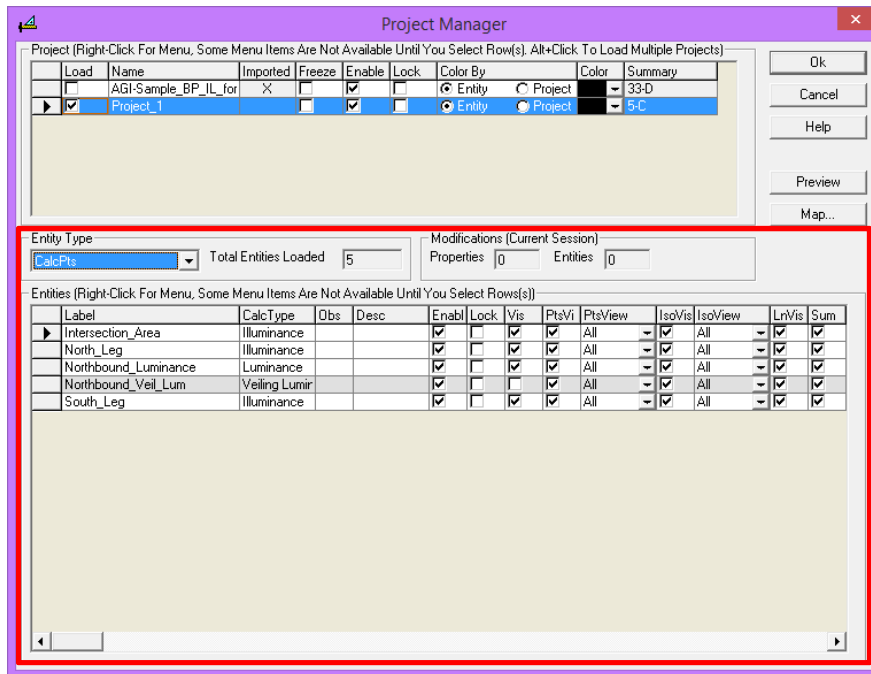 Project Manager
Project (Right-Click For Menu, Some Menu Items Are Not Available Until You Select Row(s). Alt+Click To Load Multiple Projects)
Load Name Imported Freeze Enable Lock Color By Color Summary
AGI-Sample_BP_IL_for X Entity Project 33-D
Project_1 Entity Project 5-C
Ok
Cancel
Help
Preview
Map...
Entity Type
CalcPts Total Entities Loaded 5
Modifications (Current Session)
Properties 0 Entities 0
Entities (Right-Click For Menu, Some Menu Items Are Not Available Until You Select Rows(s))
Label CalcType Obs Desc Enabl Lock Vis PtsVi PtsView IsoVis IsoView LnVis Sum
Intersection_Area Illuminance All All
North_Leg Illuminance All All
Northbound_Luminance Luminance All All
Northbound_Veil_Lum Veiling Lumir All All
South_Leg Illuminance All All